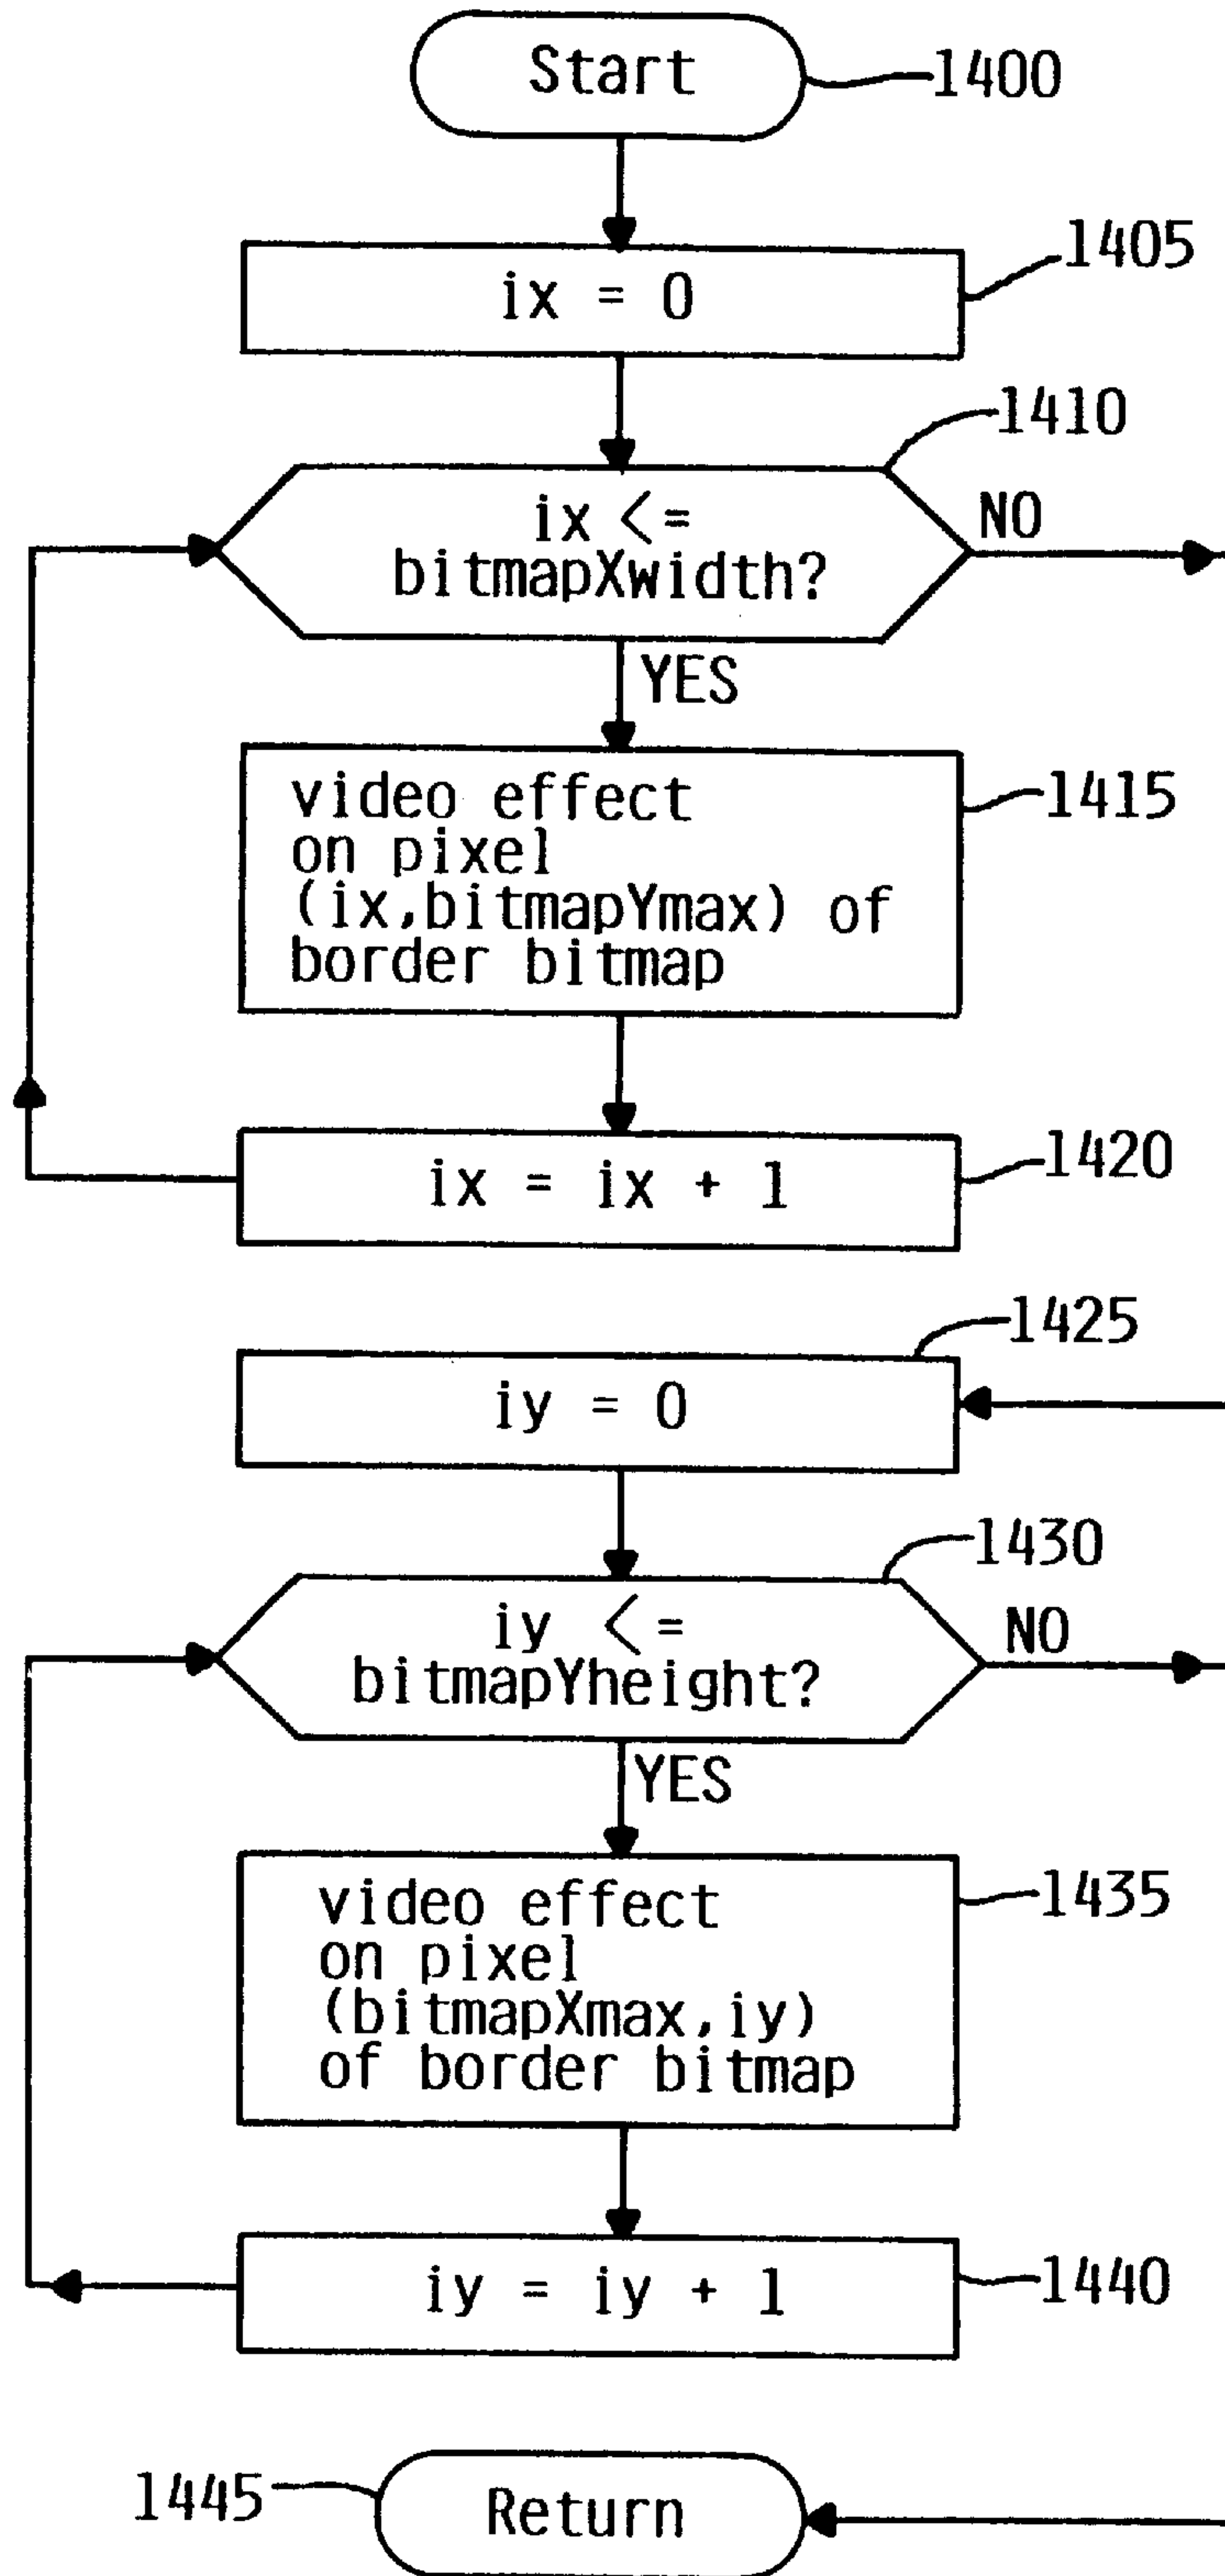 Start
1400
1405
ix = 0
1410
ix <=
bitmapXwidth?
NO
YES
video effect
on pixel
(ix,bitmapYmax) of
border bitmap
1415
ix = ix + 1
1420
1425
iy = 0
1430
iy <=
bitmapYheight?
NO
YES
video effect
on pixel
(bitmapXmax,iy)
of border bitmap
1435
iy = iy + 1
1440
1445
Return